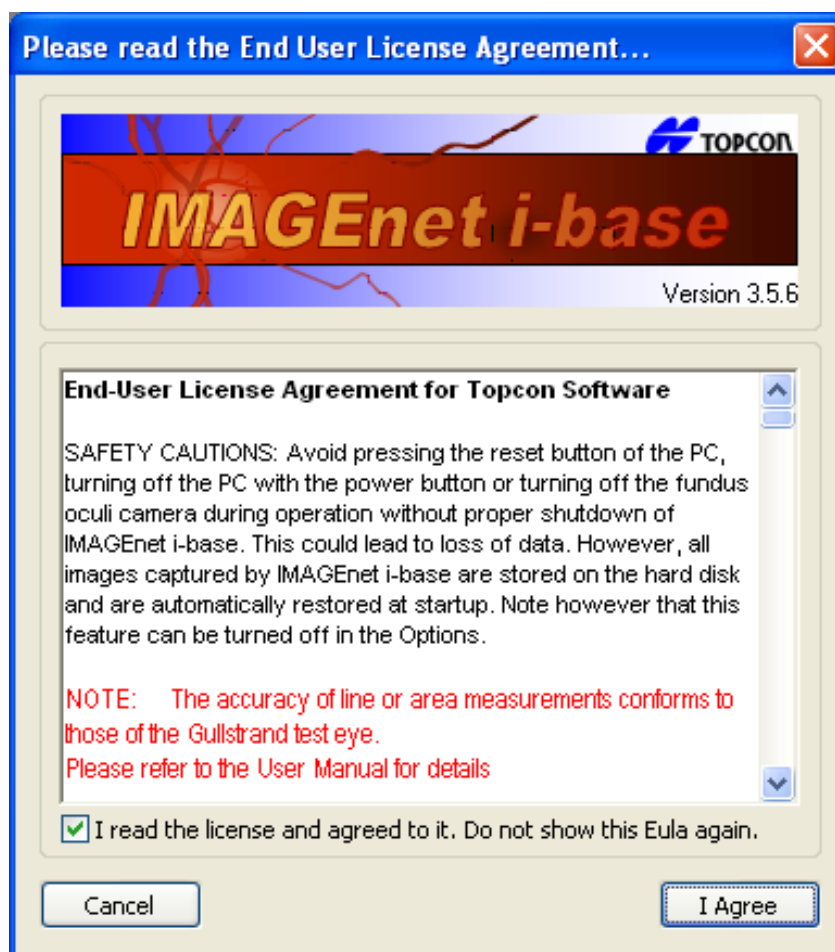 Please read the End User License Agreement...
TOPCON
IMAGEnet i-base
Version 3.5.6
End-User License Agreement for Topcon Software
SAFETY CAUTIONS: Avoid pressing the reset button of the PC,
turning off the PC with the power button or turning off the fundus
oculi camera during operation without proper shutdown of
IMAGEnet i-base. This could lead to loss of data. However, all
images captured by IMAGEnet i-base are stored on the hard disk
and are automatically restored at startup. Note however that this
feature can be turned off in the Options.
NOTE: The accuracy of line or area measurements conforms to
those of the Gullstrand test eye.
Please refer to the User Manual for details
I read the license and agreed to it. Do not show this Eula again.
Cancel
I Agree